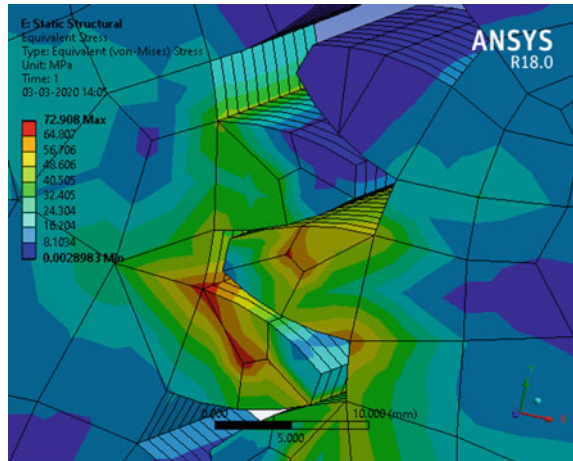 E: Static Structural
Equivalent Stress
Type: Equivalent (von-Mises) Stress
Unit: MPa
Time: 1
03-03-2020 14:05
72.908 Max
64.807
56.706
48.606
40.505
32.405
24.304
16.204
8.1034
0.0028983 Min
ANSYS
R18.0
0.000
10.000 (mm)
5.000
Y
X